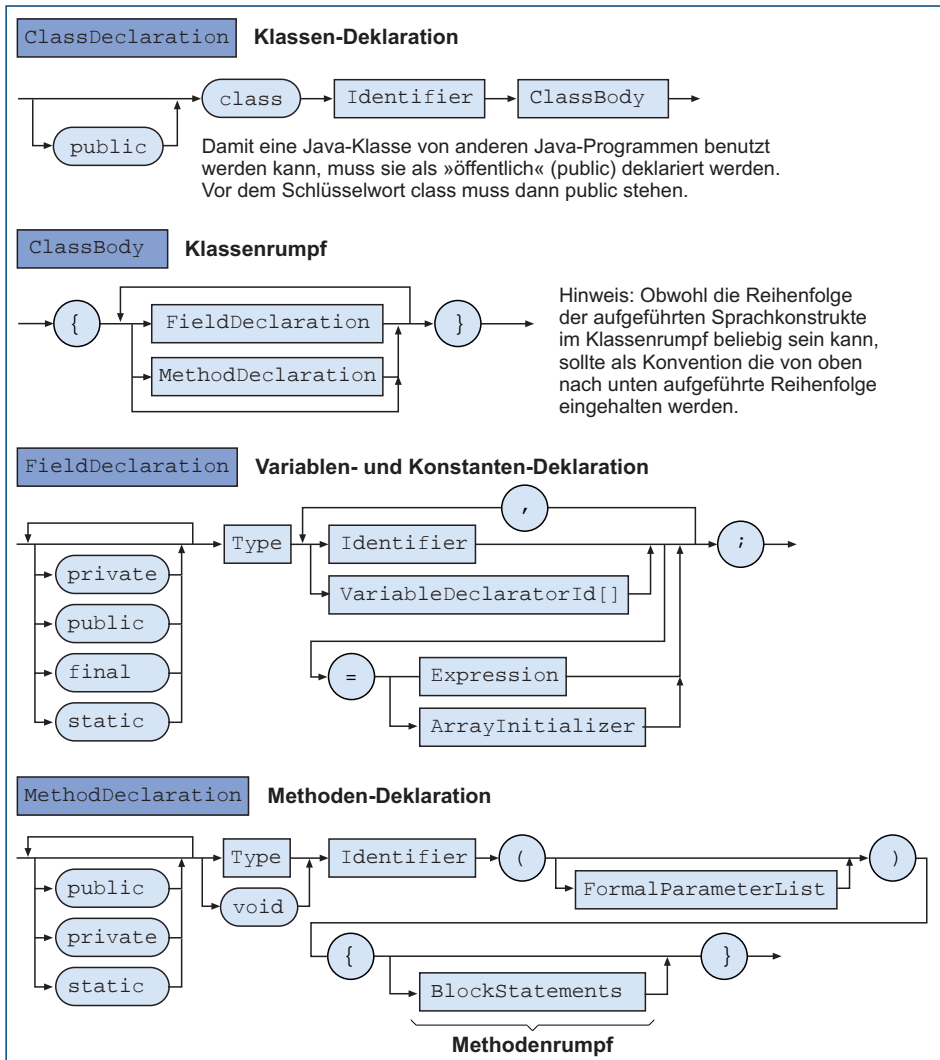 ClassDeclaration Klassen-Deklaration
class Identifier ClassBody
public
Damit eine Java-Klasse von anderen Java-Programmen benutzt
werden kann, muss sie als »öffentlich« (public) deklariert werden.
Vor dem Schlüsselwort class muss dann public stehen.
ClassBody Klassenrumpf
{ FieldDeclaration }
MethodDeclaration
Hinweis: Obwohl die Reihenfolge
der aufgeführten Sprachkonstrukte
im Klassenrumpf beliebig sein kann,
sollte als Konvention die von oben
nach unten aufgeführte Reihenfolge
eingehalten werden.
FieldDeclaration Variablen- und Konstanten-Deklaration
,
Type Identifier ;
private VariableDeclaratorId[]
public
final = Expression
static ArrayInitializer
MethodDeclaration Methoden-Deklaration
Type Identifier ( )
public void FormalParameterList
private
static { }
BlockStatements
Methodenrumpf